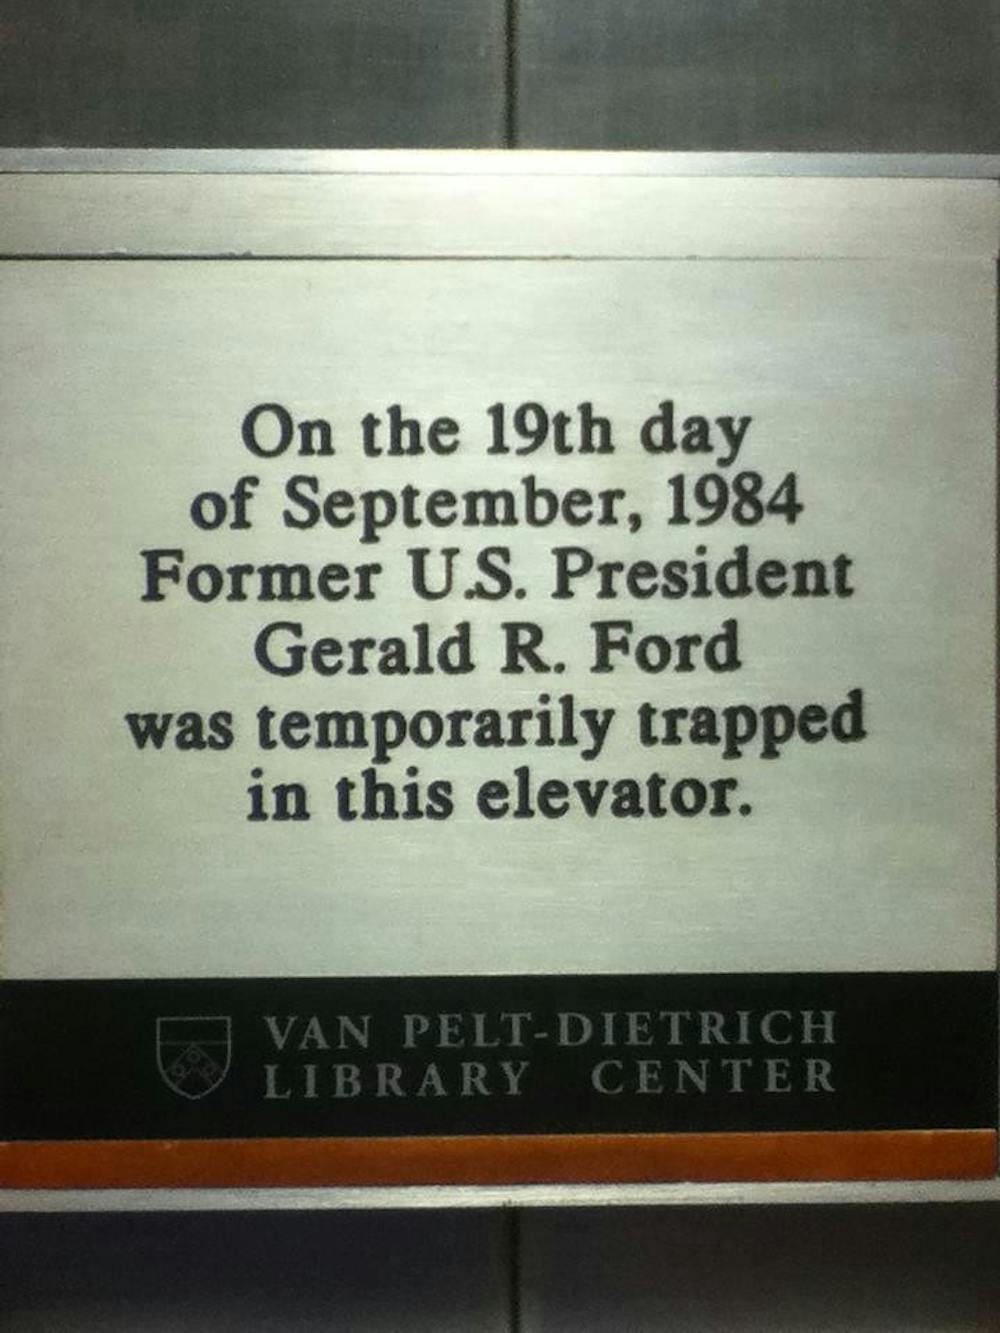 On the 19th day
of September, 1984
Former U.S. President
Gerald R. Ford
was temporarily trapped
in this elevator.
VAN PELT-DIETRICH
LIBRARY CENTER